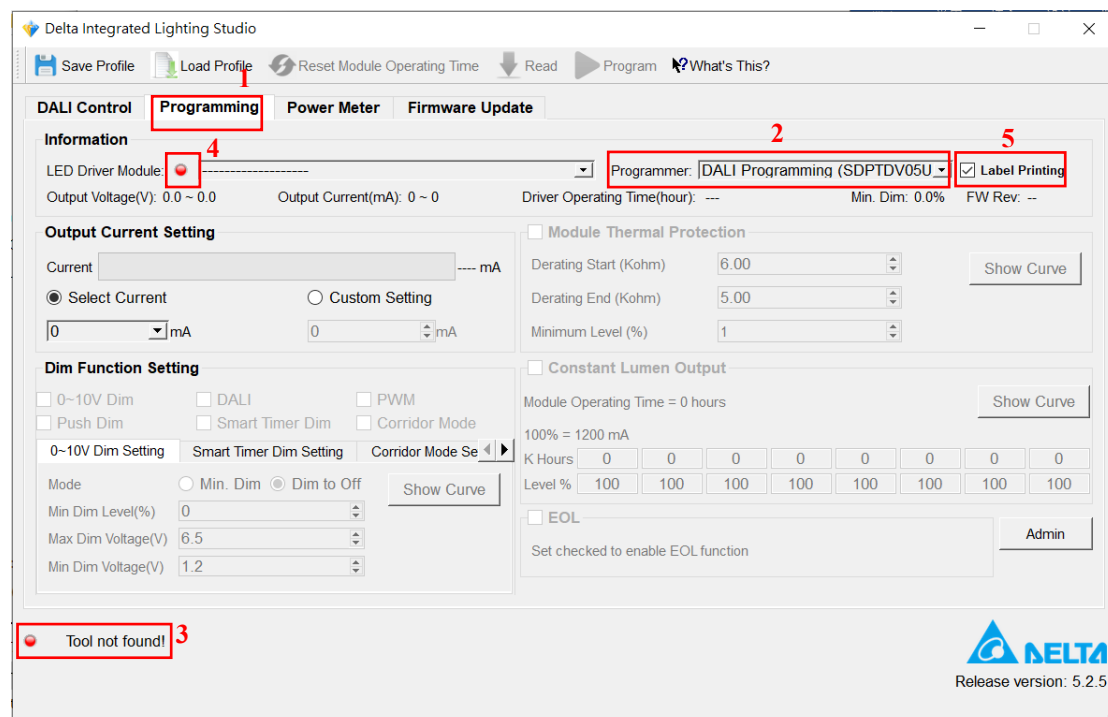 Delta Integrated Lighting Studio
Save Profile Load Profile Reset Module Operating Time Read Program What's This?
1
DALI Control Programming Power Meter Firmware Update
Information
4 2 5
LED Driver Module: ------------------- Programmer: DALI Programming (SDPTDV05U Label Printing
Output Voltage(V): 0.0 ~ 0.0 Output Current(mA): 0 ~ 0 Driver Operating Time(hour): --- Min. Dim: 0.0% FW Rev: --
Output Current Setting
Current ---- mA
Select Current Custom Setting
0 mA 0 mA
Module Thermal Protection
Derating Start (Kohm) 6.00 Show Curve
Derating End (Kohm) 5.00
Minimum Level (%) 1
Dim Function Setting
0~10V Dim DALI PWM
Push Dim Smart Timer Dim Corridor Mode
0~10V Dim Setting Smart Timer Dim Setting Corridor Mode Se
Mode Min. Dim Dim to Off Show Curve
Min Dim Level(%) 0
Max Dim Voltage(V) 6.5
Min Dim Voltage(V) 1.2
Constant Lumen Output
Module Operating Time = 0 hours Show Curve
100% = 1200 mA
K Hours 0 0 0 0 0 0 0 0
Level % 100 100 100 100 100 100 100 100
EOL
Set checked to enable EOL function
Admin
Tool not found! 3
DELTA
Release version: 5.2.5